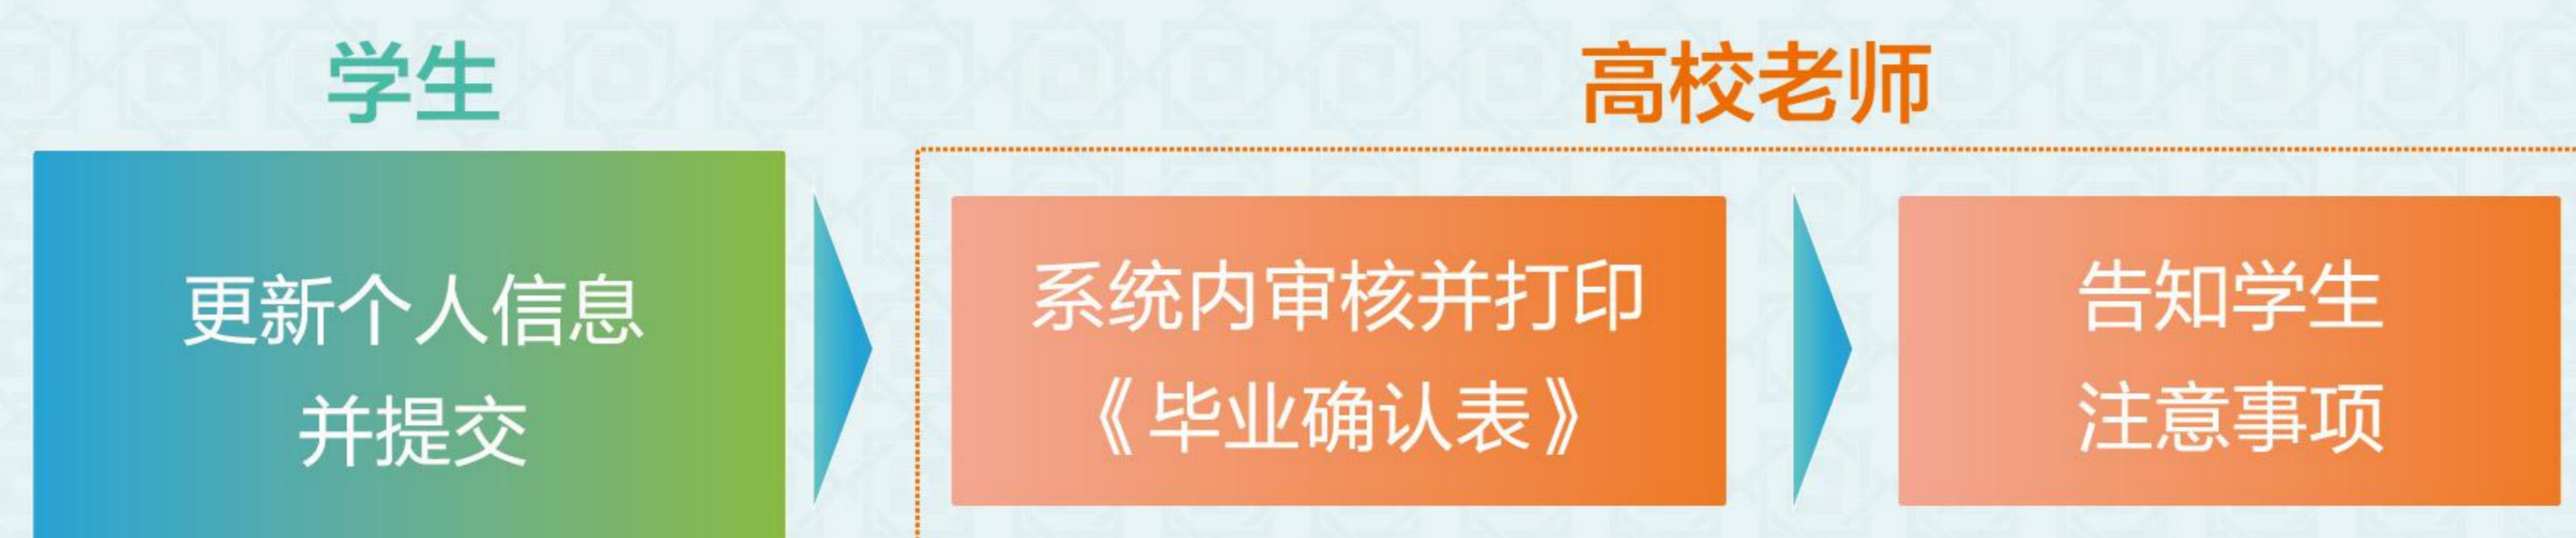 学生
更新个人信息
并提交
高校老师
系统内审核并打印
《毕业确认表》
告知学生
注意事项